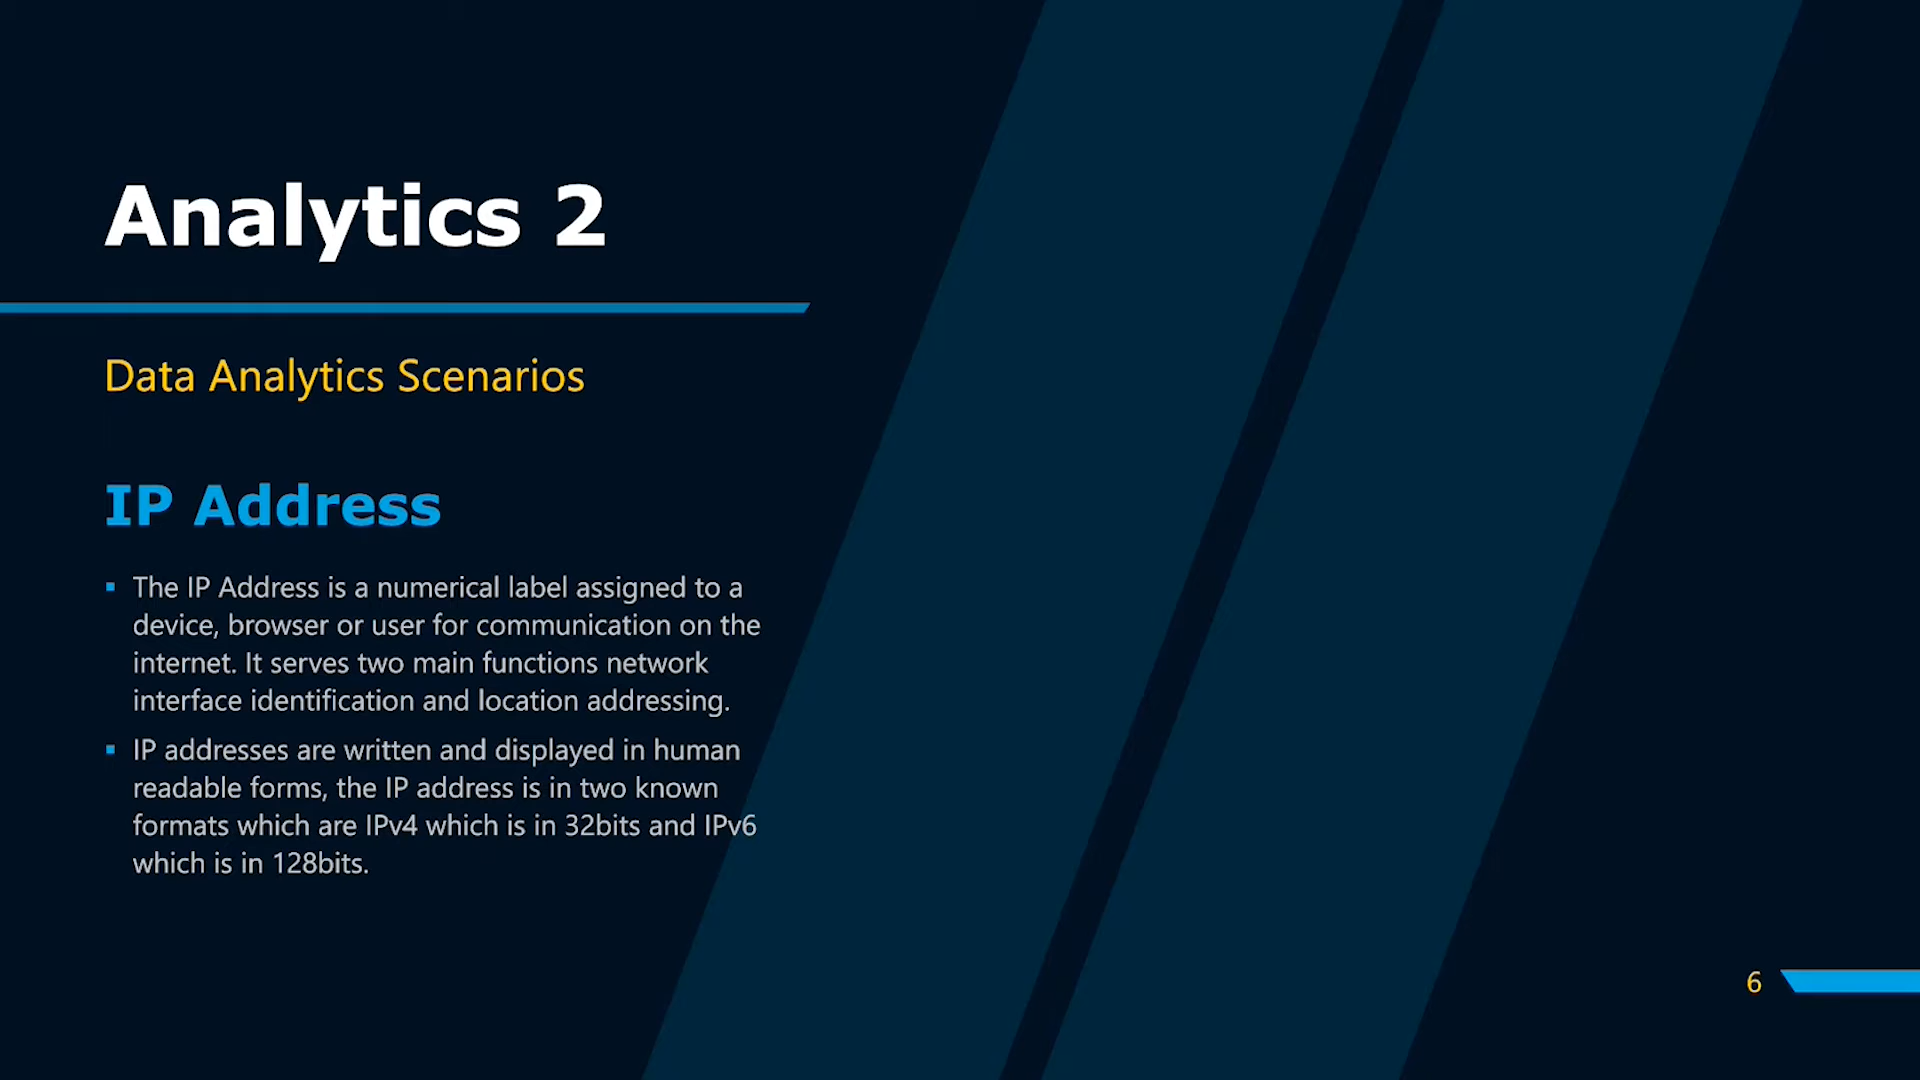 Analytics 2
Data Analytics Scenarios
IP Address
▪ The IP Address is a numerical label assigned to a
device, browser or user for communication on the
internet. It serves two main functions network
interface identification and location addressing.
▪ IP addresses are written and displayed in human
readable forms, the IP address is in two known
formats which are IPv4 which is in 32bits and IPv6
which is in 128bits.
6